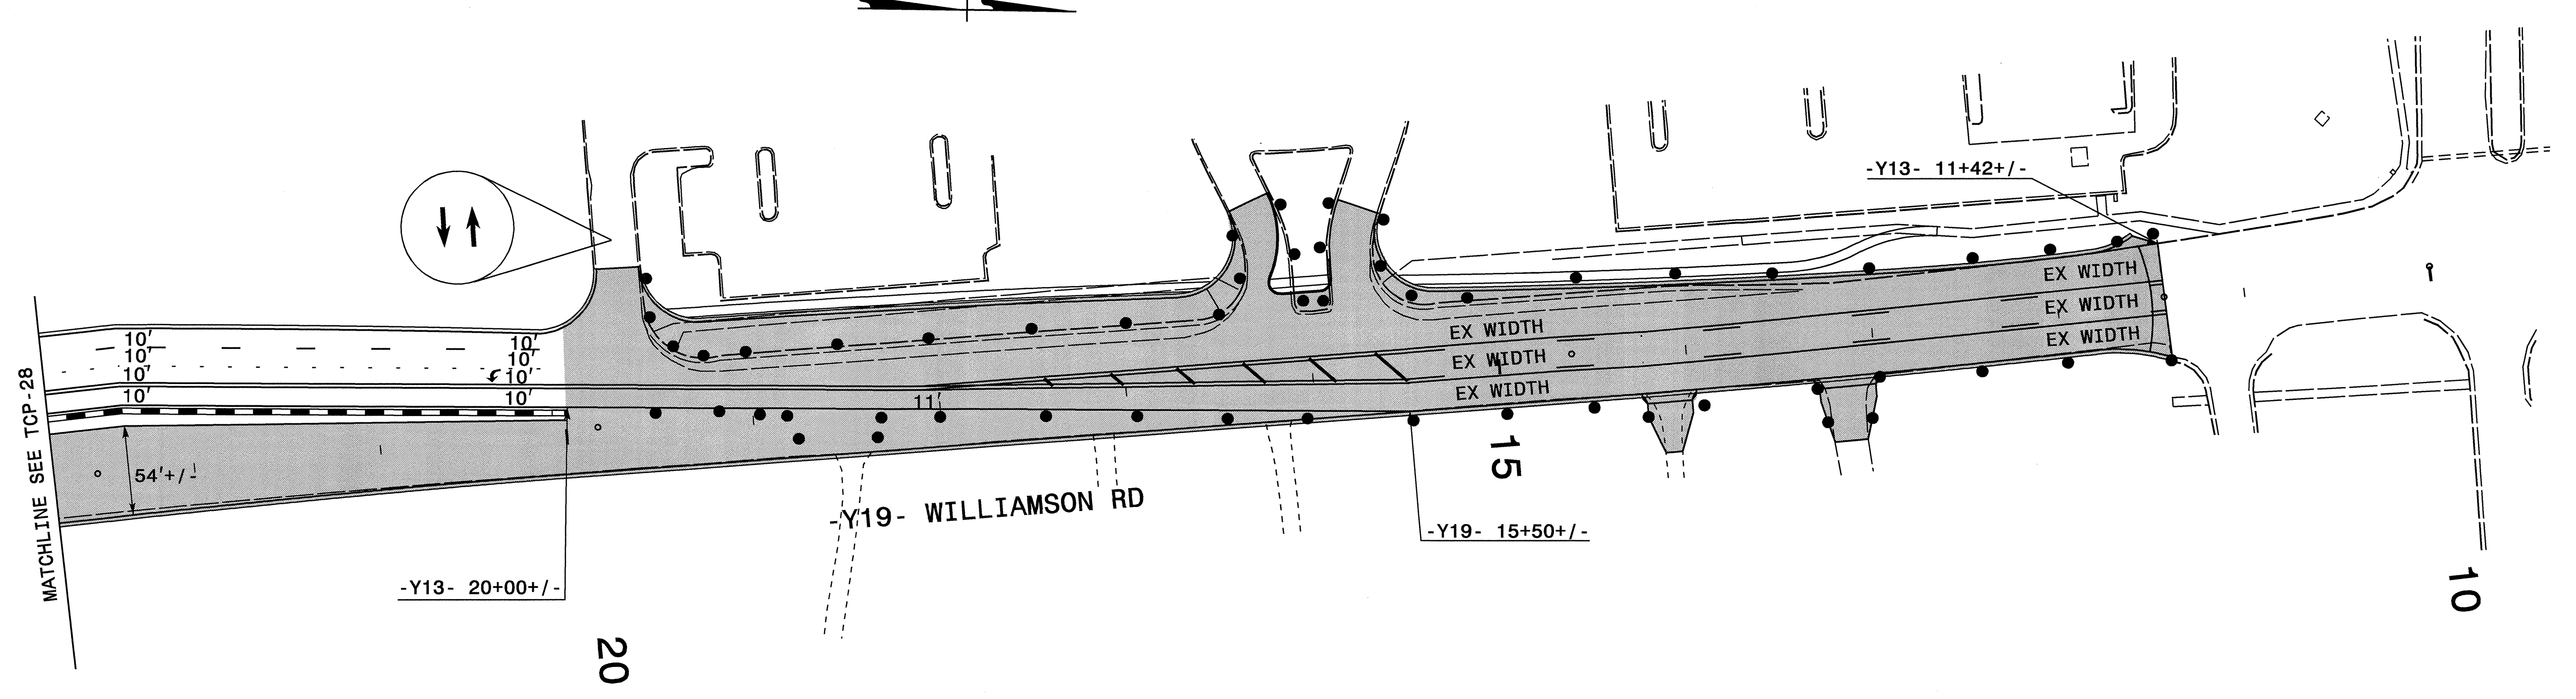 -Y13- 11+42+/-
EX WIDTH
EX WIDTH
EX WIDTH
EX WIDTH
EX WIDTH
EX WIDTH
10' 10'
10' 10'
10' 10'
10' 10'
11'
MATCHLINE SEE TCP-28
54'+/-
15
-Y19- WILLIAMSON RD
-Y19- 15+50+/-
-Y13- 20+00+/-
10
20